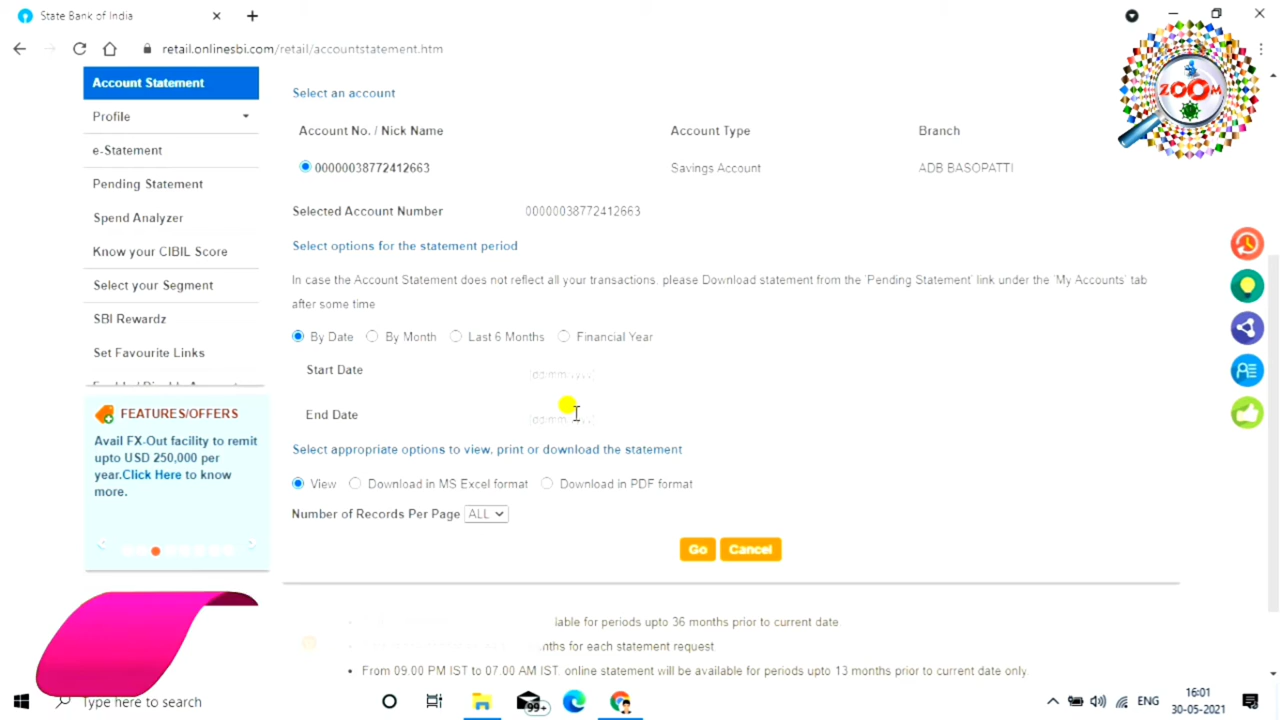 State Bank of India
retail.onlinesbi.com/retail/accountstatement.htm
ZOOM
Account Statement
Profile
e-Statement
Pending Statement
Spend Analyzer
Know your CIBIL Score
Select your Segment
SBI Rewardz
Set Favourite Links
FEATURES/OFFERS
Avail FX-Out facility to remit
upto USD 250,000 per
year.Click Here to know
more.
Select an account
Account No. / Nick Name Account Type Branch
00000038772412663 Savings Account ADB BASOPATTI
Selected Account Number 00000038772412663
Select options for the statement period
In case the Account Statement does not reflect all your transactions, please Download statement from the 'Pending Statement' link under the 'My Accounts' tab
after some time
By Date By Month Last 6 Months Financial Year
Start Date
End Date
Select appropriate options to view, print or download the statement
View Download in MS Excel format Download in PDF format
Number of Records Per Page ALL
Go Cancel
lable for periods upto 36 months prior to current date.
nths for each statement request
• From 09.00 PM IST to 07.00 AM IST, online statement will be available for periods upto 13 months prior to current date only.
Type here to search
99+
ENG
16:01
30-05-2021